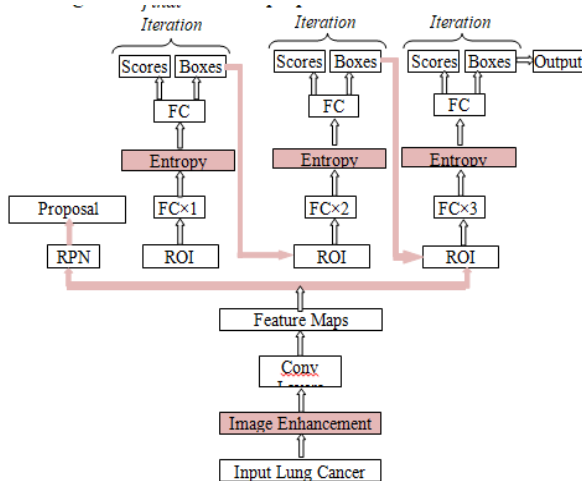 final
Iteration Iteration Iteration
Scores Boxes Scores Boxes Scores Boxes Output
FC FC FC
Entropy Entropy Entropy
Proposal FC×1 FC×2 FC×3
RPN ROI ROI ROI
Feature Maps
Conv
Image Enhancement
Input Lung Cancer